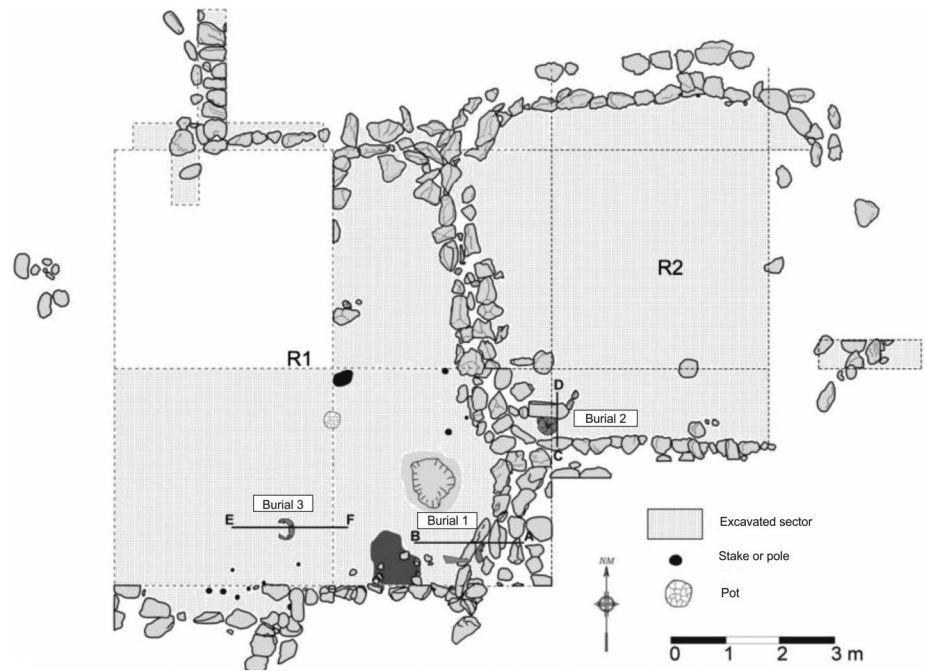 R2
R1
D
Burial 2
C
Burial 3
E
F
Burial 1
B
A
Excavated sector
Stake or pole
Pot
NM
0 1 2 3 m